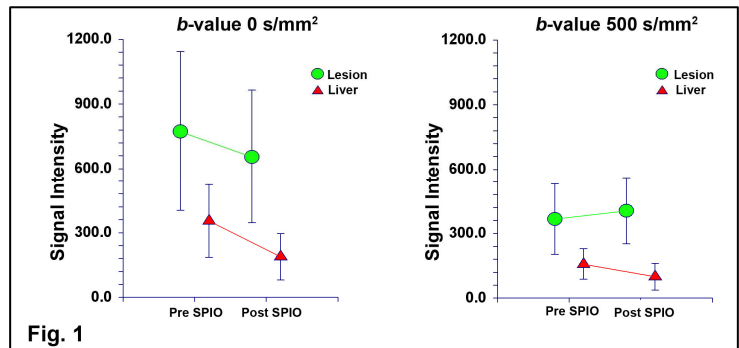 b-value 0 s/mm²
1200.0
900.0
600.0
300.0
0.0
Signal Intensity
Lesion
Liver
Pre SPIO Post SPIO
b-value 500 s/mm²
1200.0
900.0
600.0
300.0
0.0
Signal Intensity
Lesion
Liver
Pre SPIO Post SPIO
Fig. 1